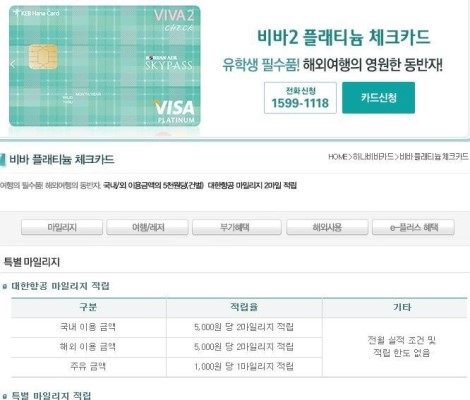 KEB Hana Card
VIVA2
CHECK
KOREAN AIR
SKYPASS
VISA
PLATINUM
비바2 플래티늄 체크카드
유학생 필수품! 해외여행의 영원한 동반자!
전화 신청
1599-1118
카드신청
비바 플래티늄 체크카드
HOME>하나비바카드>비바 플래티늄 체크카드
여행의 필수품! 해외여행의 동반자, 국내/외 이용금액의 5천원당(건별) 대한항공 마일리지 2마일 적립
마일리지
여행/레저
부가혜택
해외사용
e-플러스 혜택
특별 마일리지
대한항공 마일리지 적립
구분 적립율 기타
국내 이용 금액 5,000원 당 2마일리지 적립
해외 이용 금액 5,000원 당 2마일리지 적립
주유 금액 1,000원 당 1마일리지 적립
전월 실적 조건 및
적립 한도 없음
특별 마일리지 적립